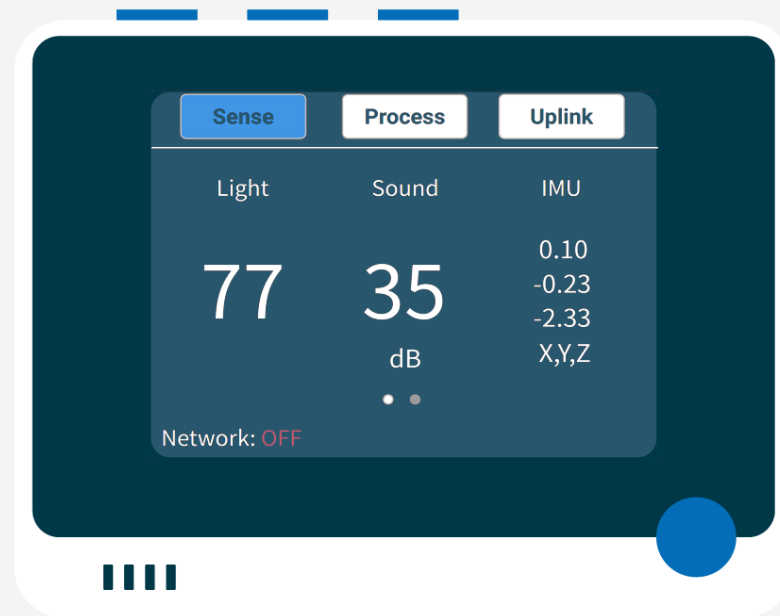 Sense Process Uplink
Light Sound IMU
77 35 0.10
-0.23
-2.33
dB X,Y,Z
Network: OFF